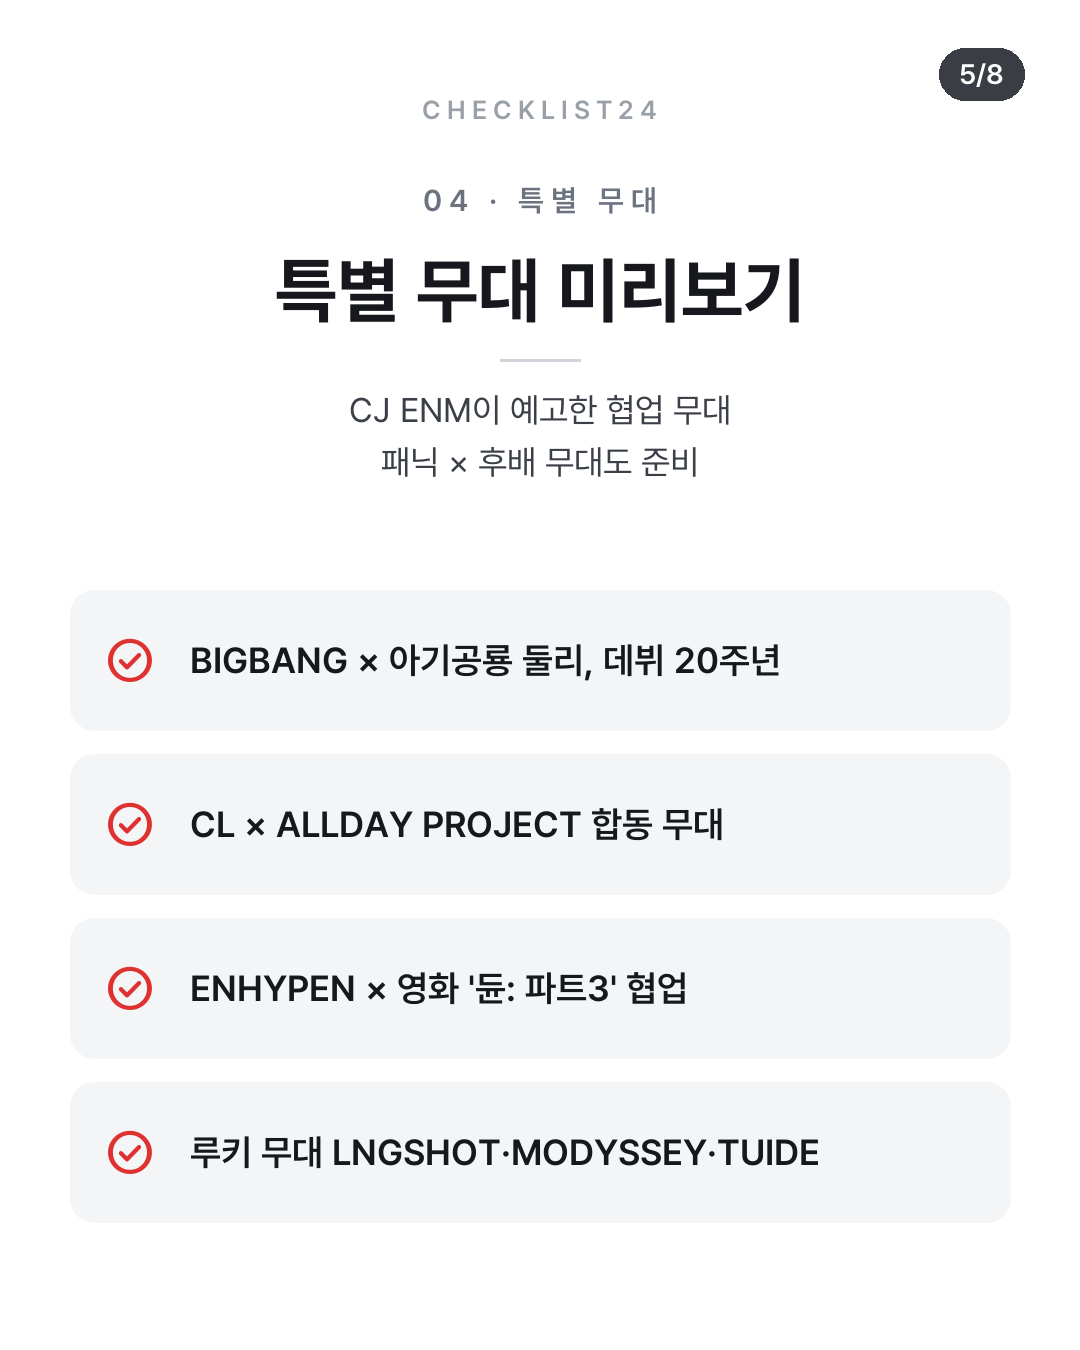 5/8
CHECKLIST24
04 · 특별 무대
특별 무대 미리보기
CJ ENM이 예고한 협업 무대
패닉 × 후배 무대도 준비
BIGBANG × 아기공룡 둘리, 데뷔 20주년
CL × ALLDAY PROJECT 합동 무대
ENHYPEN × 영화 '듄: 파트3' 협업
루키 무대 LNGSHOT·MODYSSEY·TUIDE